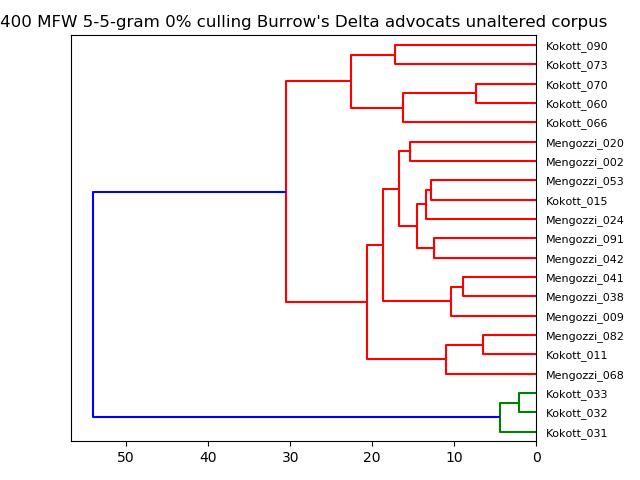 400 MFW 5-5-gram 0% culling Burrow's Delta advocats unaltered corpus
Kokott_090
Kokott_073
Kokott_070
Kokott_060
Kokott_066
Mengozzi_020
Mengozzi_002
Mengozzi_053
Kokott_015
Mengozzi_024
Mengozzi_091
Mengozzi_042
Mengozzi_041
Mengozzi_038
Mengozzi_009
Mengozzi_082
Kokott_011
Mengozzi_068
Kokott_033
Kokott_032
Kokott_031
50 40 30 20 10 0